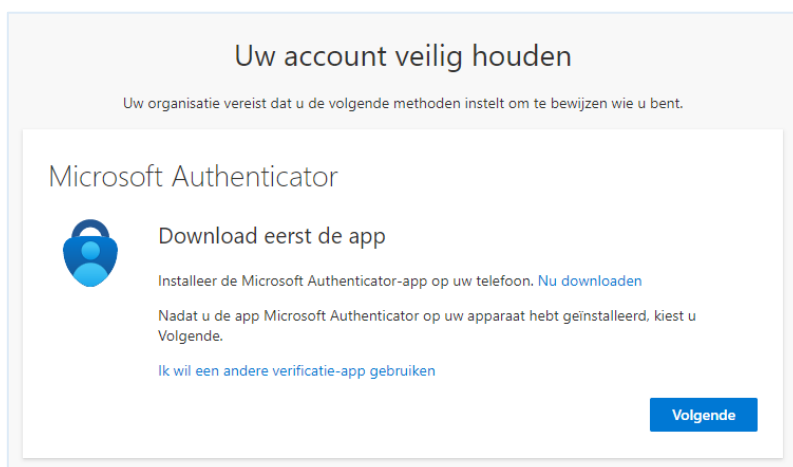 Uw account veilig houden
Uw organisatie vereist dat u de volgende methoden instelt om te bewijzen wie u bent.
Microsoft Authenticator
Download eerst de app
Installeer de Microsoft Authenticator-app op uw telefoon. Nu downloaden
Nadat u de app Microsoft Authenticator op uw apparaat hebt geïnstalleerd, kiest u
Volgende.
Ik wil een andere verificatie-app gebruiken
Volgende